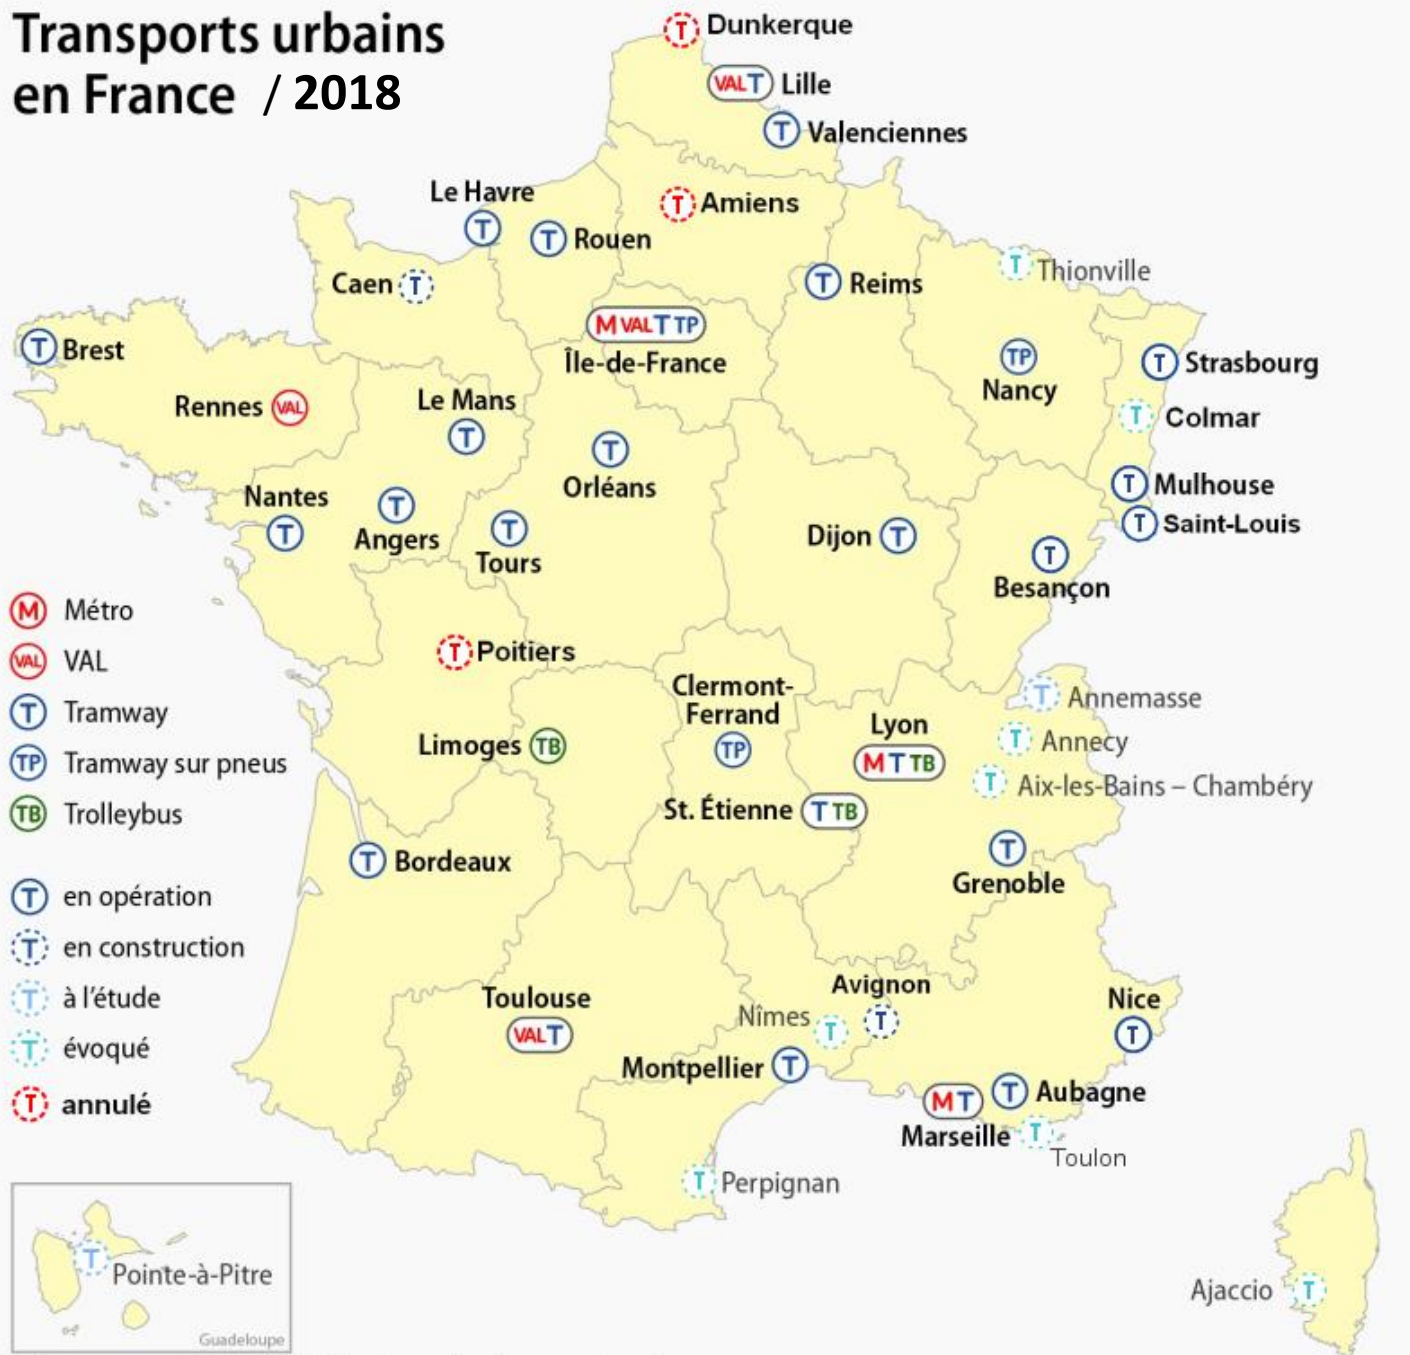 Transports urbains
en France / 2018
T Dunkerque
VAL T Lille
T Valenciennes
Le Havre
T
T Rouen
T Amiens
Caen T
T Reims
T Thionville
M VAL T TP
Île-de-France
T Brest
Rennes VAL
Le Mans
T
T
Orléans
TP
Nancy
T Strasbourg
T Colmar
T Mulhouse
T Saint-Louis
Nantes
T
T
Angers
T
Tours
Dijon T
T
Besançon
T Poitiers
Limoges TB
Clermont-
Ferrand
TP
Lyon
M T TB
T Annemasse
T Annecy
T Aix-les-Bains – Chambéry
St. Étienne T TB
T Bordeaux
T
Grenoble
Toulouse
VAL T
Avignon
T
Nîmes T
Montpellier T
Nice
T
M T
Marseille
T Aubagne
T
Toulon
T Perpignan
Ajaccio T
M Métro
VAL VAL
T Tramway
TP Tramway sur pneus
TB Trolleybus
T en opération
T en construction
T à l'étude
T évoqué
T annulé
T
Pointe-à-Pitre
Guadeloupe